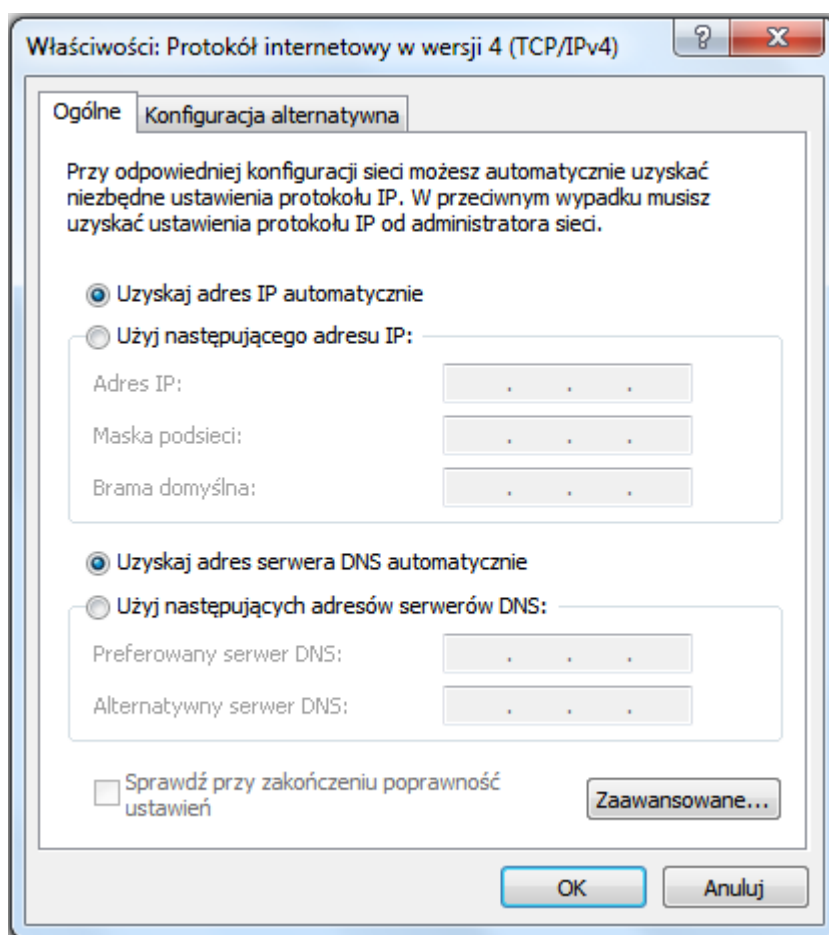 Właściwości: Protokół internetowy w wersji 4 (TCP/IPv4)
Ogólne
Konfiguracja alternatywna
Przy odpowiedniej konfiguracji sieci możesz automatycznie uzyskać
niezbędne ustawienia protokołu IP. W przeciwnym wypadku musisz
uzyskać ustawienia protokołu IP od administratora sieci.
Uzyskaj adres IP automatycznie
Użyj następującego adresu IP:
Adres IP:
Maska podsieci:
Brama domyślna:
Uzyskaj adres serwera DNS automatycznie
Użyj następujących adresów serwerów DNS:
Preferowany serwer DNS:
Alternatywny serwer DNS:
Sprawdź przy zakończeniu poprawność
ustawień
Zaawansowane...
OK
Anuluj